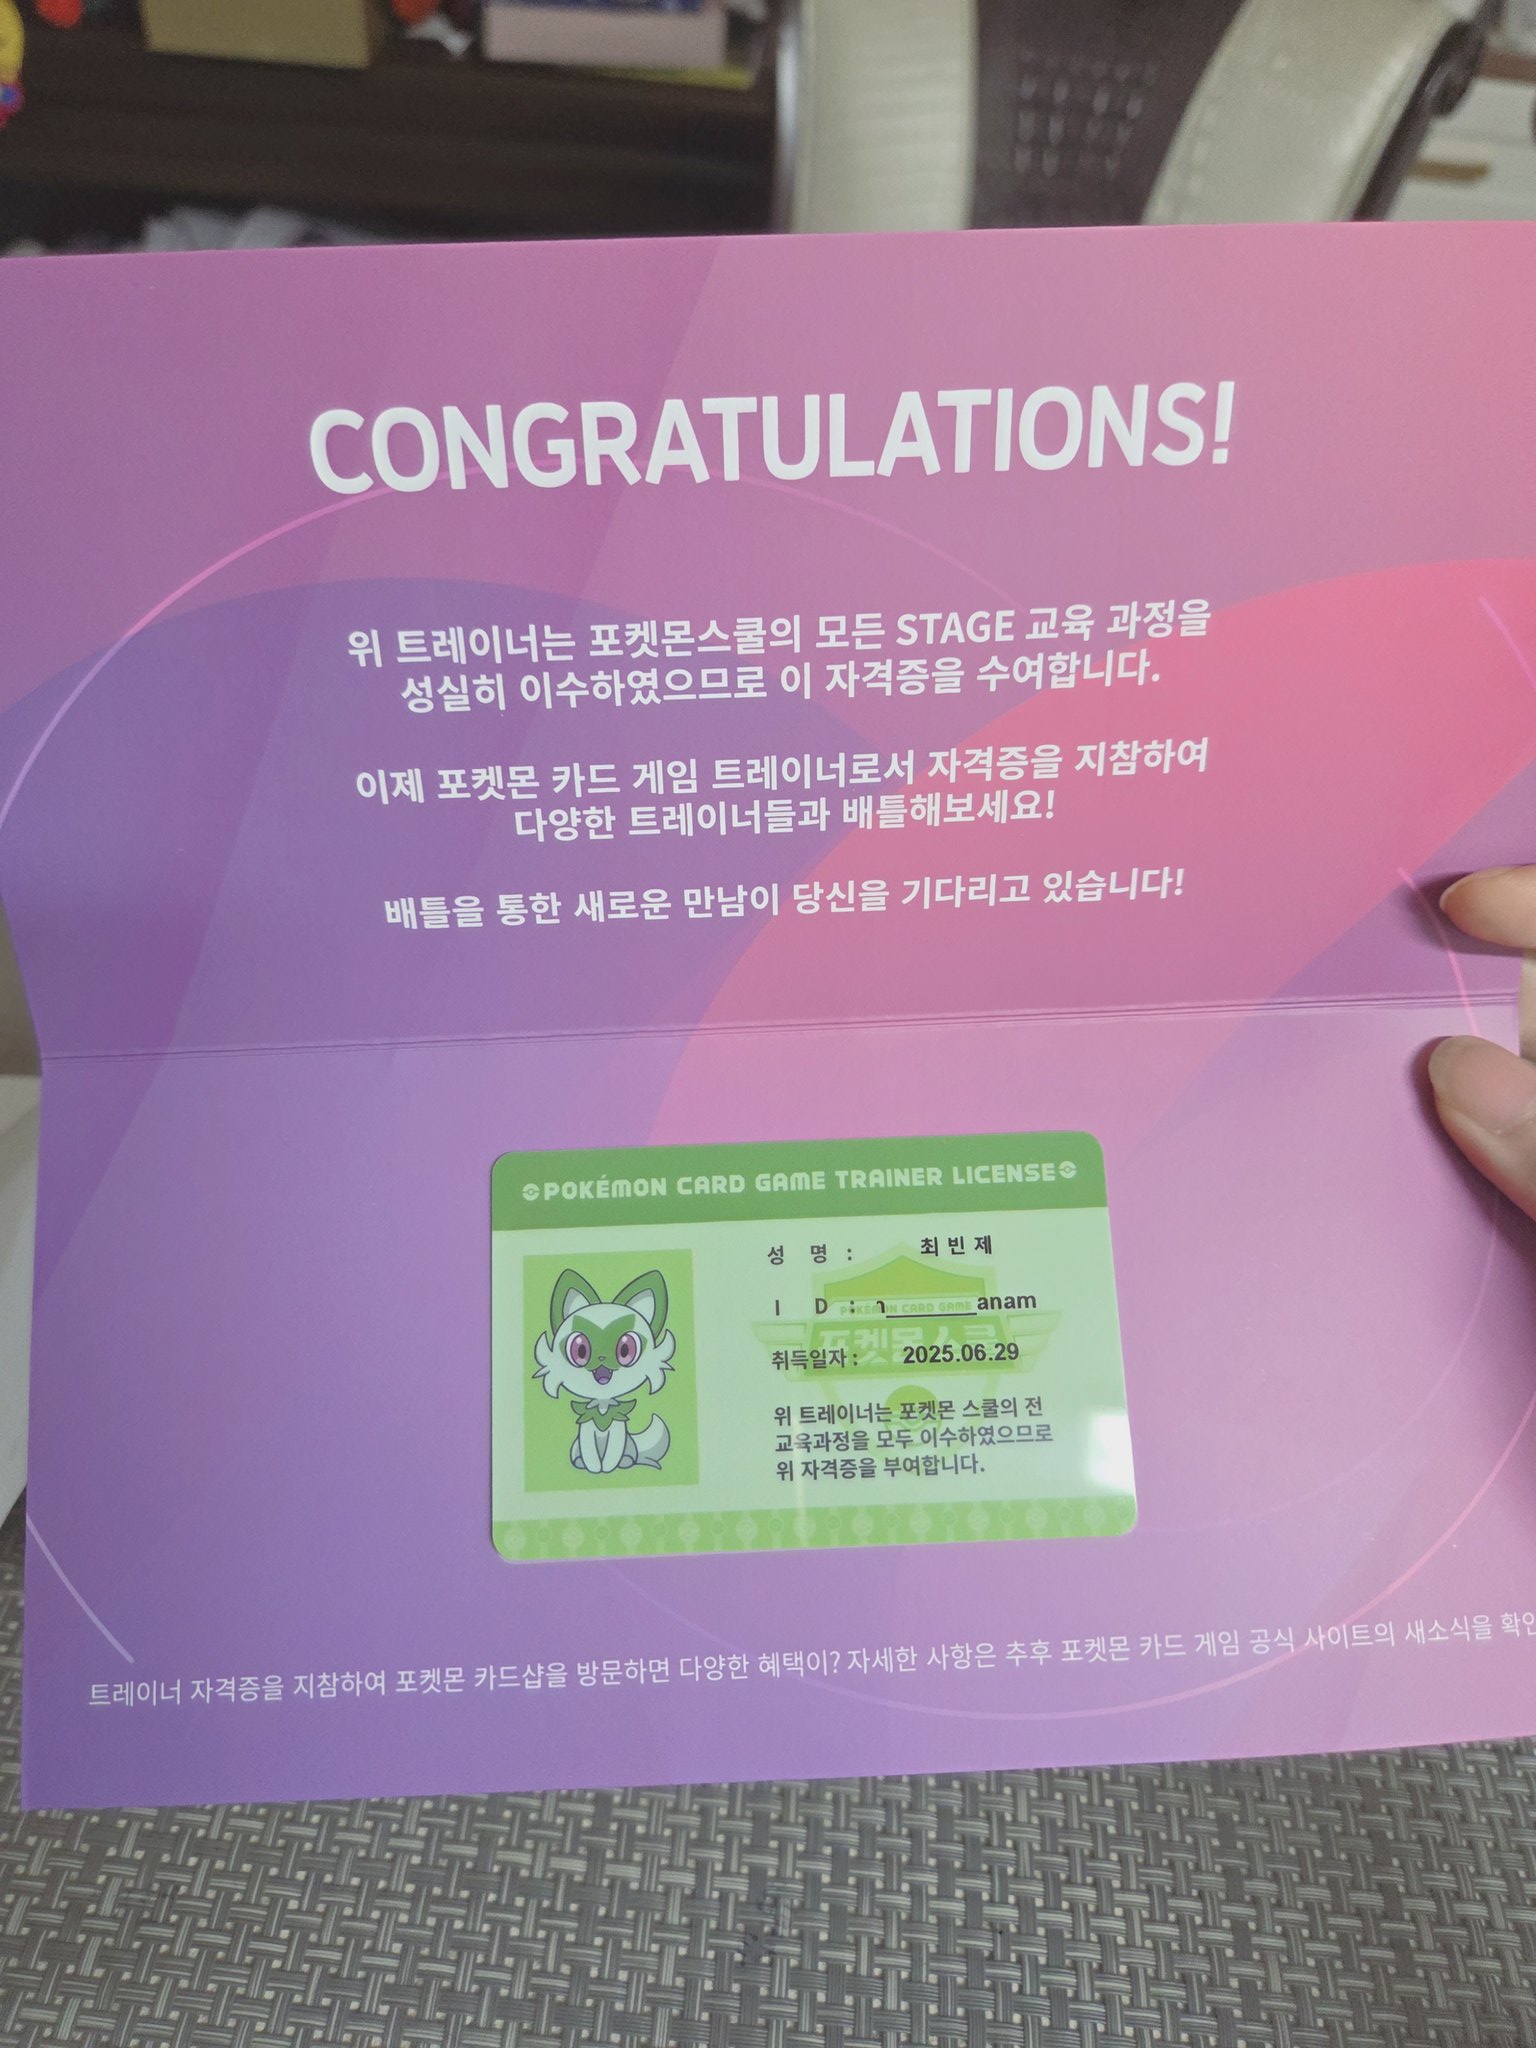 CONGRATULATIONS!
위 트레이너는 포켓몬스쿨의 모든 STAGE 교육 과정을
성실히 이수하였으므로 이 자격증을 수여합니다.
이제 포켓몬 카드 게임 트레이너로서 자격증을 지참하여
다양한 트레이너들과 배틀해보세요!
배틀을 통한 새로운 만남이 당신을 기다리고 있습니다!
POKÉMON CARD GAME TRAINER LICENSE
성 명 : 최빈제
I D : anam
POKÉMON CARD GAME
포켓몬스쿨
취득일자 : 2025.06.29
위 트레이너는 포켓몬 스쿨의 전
교육과정을 모두 이수하였으므로
위 자격증을 부여합니다.
트레이너 자격증을 지참하여 포켓몬 카드샵을 방문하면 다양한 혜택이? 자세한 사항은 추후 포켓몬 카드 게임 공식 사이트의 새소식을 확인